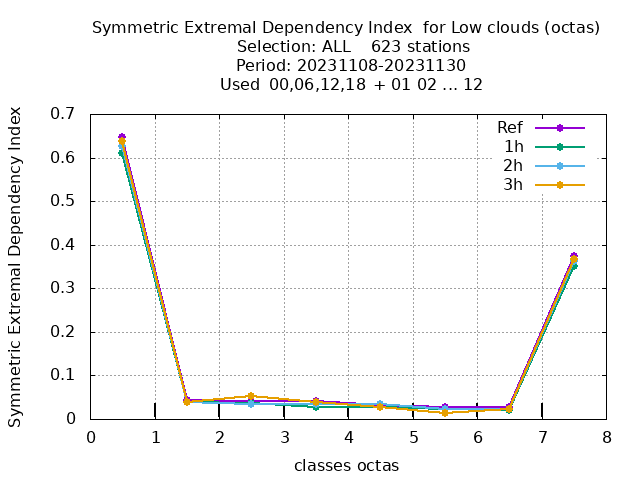 Symmetric Extremal Dependency Index  for Low clouds (octas)
Selection: ALL    623 stations
Period: 20231108-20231130
Used  00,06,12,18  + 01 02 ... 12
Symmetric Extremal Dependency Index
0.7
0.6
0.5
0.4
0.3
0.2
0.1
0
Ref
1h
2h
3h
0 1 2 3 4 5 6 7 8
classes octas